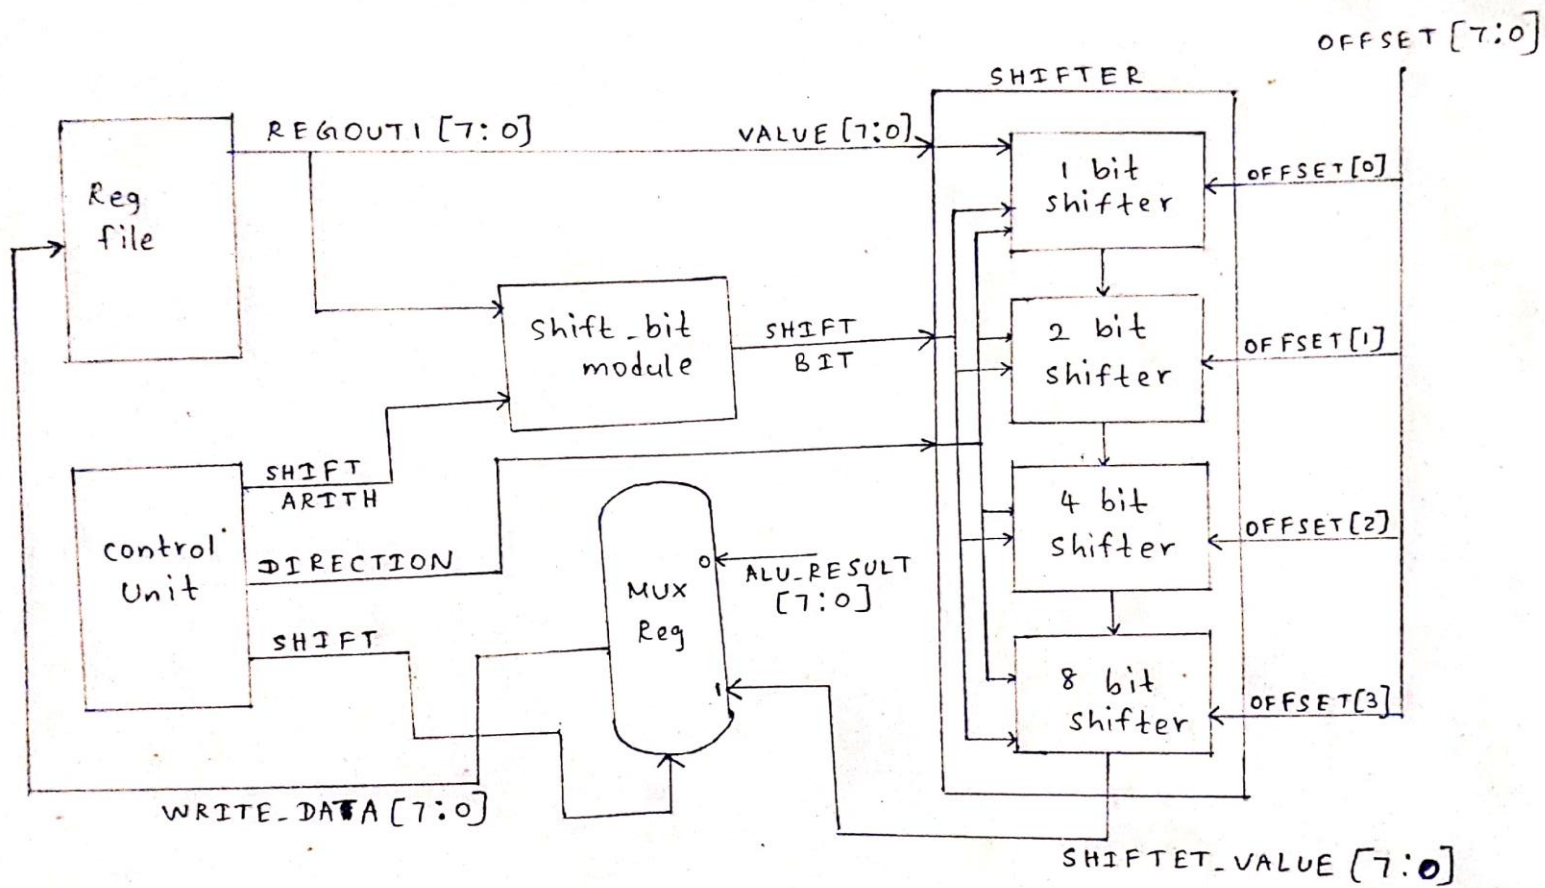 OFFSET [7:0]
SHIFTER
REGOUT1 [7:0]
VALUE [7:0]
Reg
file
1 bit
shifter
OFFSET[0]
shift_bit
module
SHIFT
BIT
2 bit
shifter
OFFSET[1]
control
Unit
SHIFT
ARITH
DIRECTION
SHIFT
MUX
Reg
0
1
ALU_RESULT
[7:0]
4 bit
shifter
OFFSET[2]
8 bit
shifter
OFFSET[3]
WRITE_DATA [7:0]
SHIFTET_VALUE [7:0]